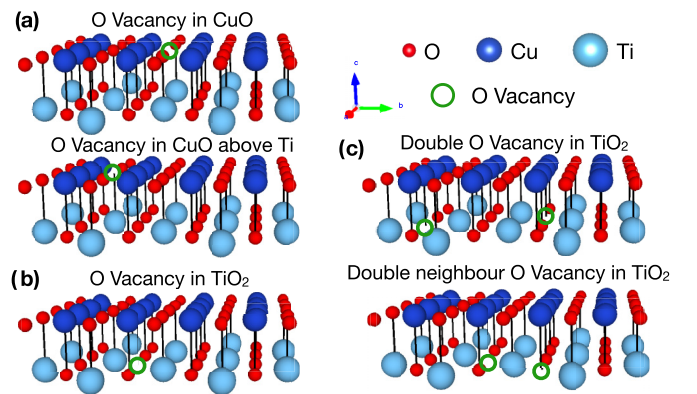 (a)
O Vacancy in CuO
O Cu Ti
O Vacancy
c
b
a
O Vacancy in CuO above Ti
(c)
Double O Vacancy in TiO₂
(b)
O Vacancy in TiO₂
Double neighbour O Vacancy in TiO₂